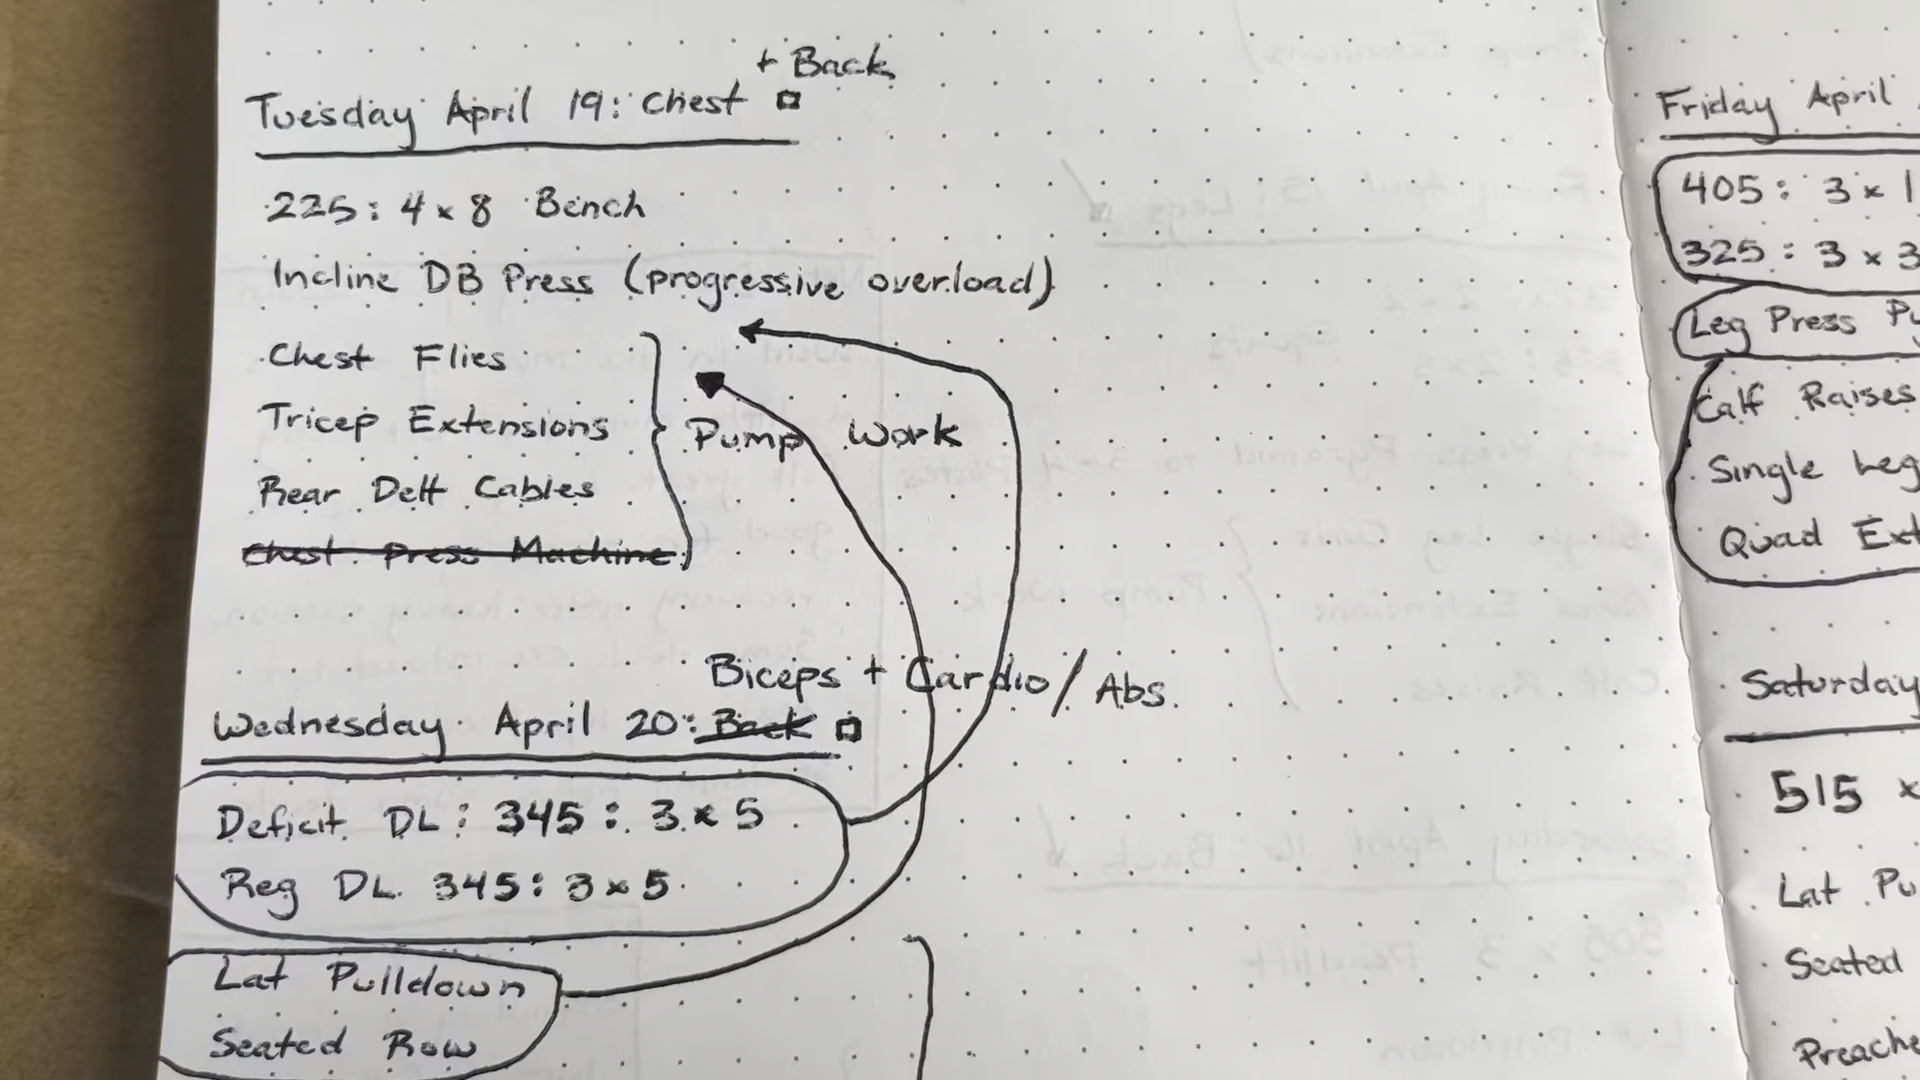 + Back
Tuesday April 19: Chest
225: 4 x 8 Bench
Incline DB Press (progressive overload)
Chest Flies
Tricep Extensions
Pump Work
Rear Delt Cables
Chest Press Machine
Biceps + Cardio / Abs
Wednesday April 20: Back
Deficit DL: 345: 3 x 5
Reg DL 345: 3 x 5
Lat Pulldown
Seated Row
Friday April
405: 3 x 1
325: 3 x 3
Leg Press
Calf Raises
Single Leg
Quad Ext
Saturday
515 x
Lat Pu
Seated
Preache